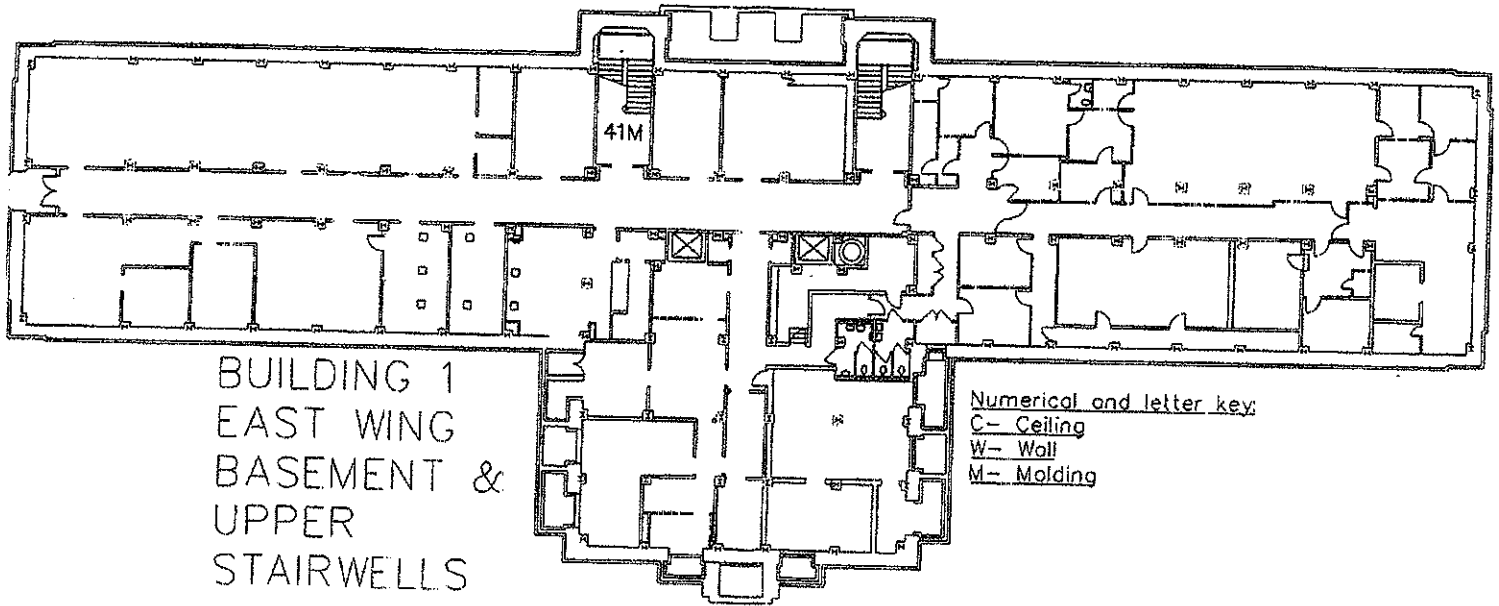 41M
BUILDING 1
EAST WING
BASEMENT &
UPPER
STAIRWELLS
Numerical and letter key:
C- Ceiling
W- Wall
M- Molding